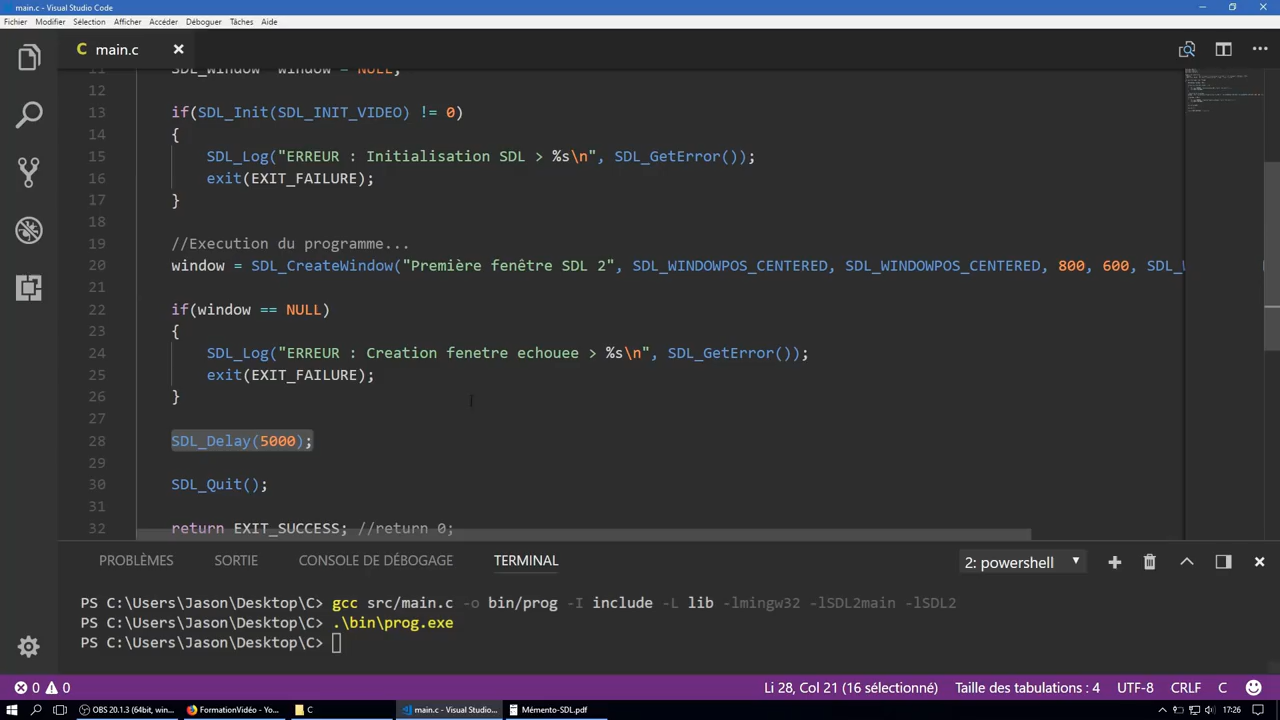 main.c - Visual Studio Code
Fichier Modifier Sélection Afficher Accéder Déboguer Tâches Aide
C main.c
11 SDL_Window window = NULL;
12
13 if(SDL_Init(SDL_INIT_VIDEO) != 0)
14 {
15 SDL_Log("ERREUR : Initialisation SDL > %s\n", SDL_GetError());
16 exit(EXIT_FAILURE);
17 }
18
19 //Execution du programme...
20 window = SDL_CreateWindow("Première fenêtre SDL 2", SDL_WINDOWPOS_CENTERED, SDL_WINDOWPOS_CENTERED, 800, 600, SDL_W
21
22 if(window == NULL)
23 {
24 SDL_Log("ERREUR : Creation fenetre echouee > %s\n", SDL_GetError());
25 exit(EXIT_FAILURE);
26 }
27
28 SDL_Delay(5000);
29
30 SDL_Quit();
31
32 return EXIT_SUCCESS; //return 0;
PROBLÈMES SORTIE CONSOLE DE DÉBOGAGE TERMINAL 2: powershell
PS C:\Users\Jason\Desktop\C> gcc src/main.c -o bin/prog -I include -L lib -lmingw32 -lSDL2main -lSDL2
PS C:\Users\Jason\Desktop\C> .\bin\prog.exe
PS C:\Users\Jason\Desktop\C>
0 0 Li 28, Col 21 (16 sélectionné) Taille des tabulations : 4 UTF-8 CRLF C
OBS 20.1.3 (64bit, win... FormationVidéo - Yo... C main.c - Visual Studio... Mémento-SDL.pdf 17:26